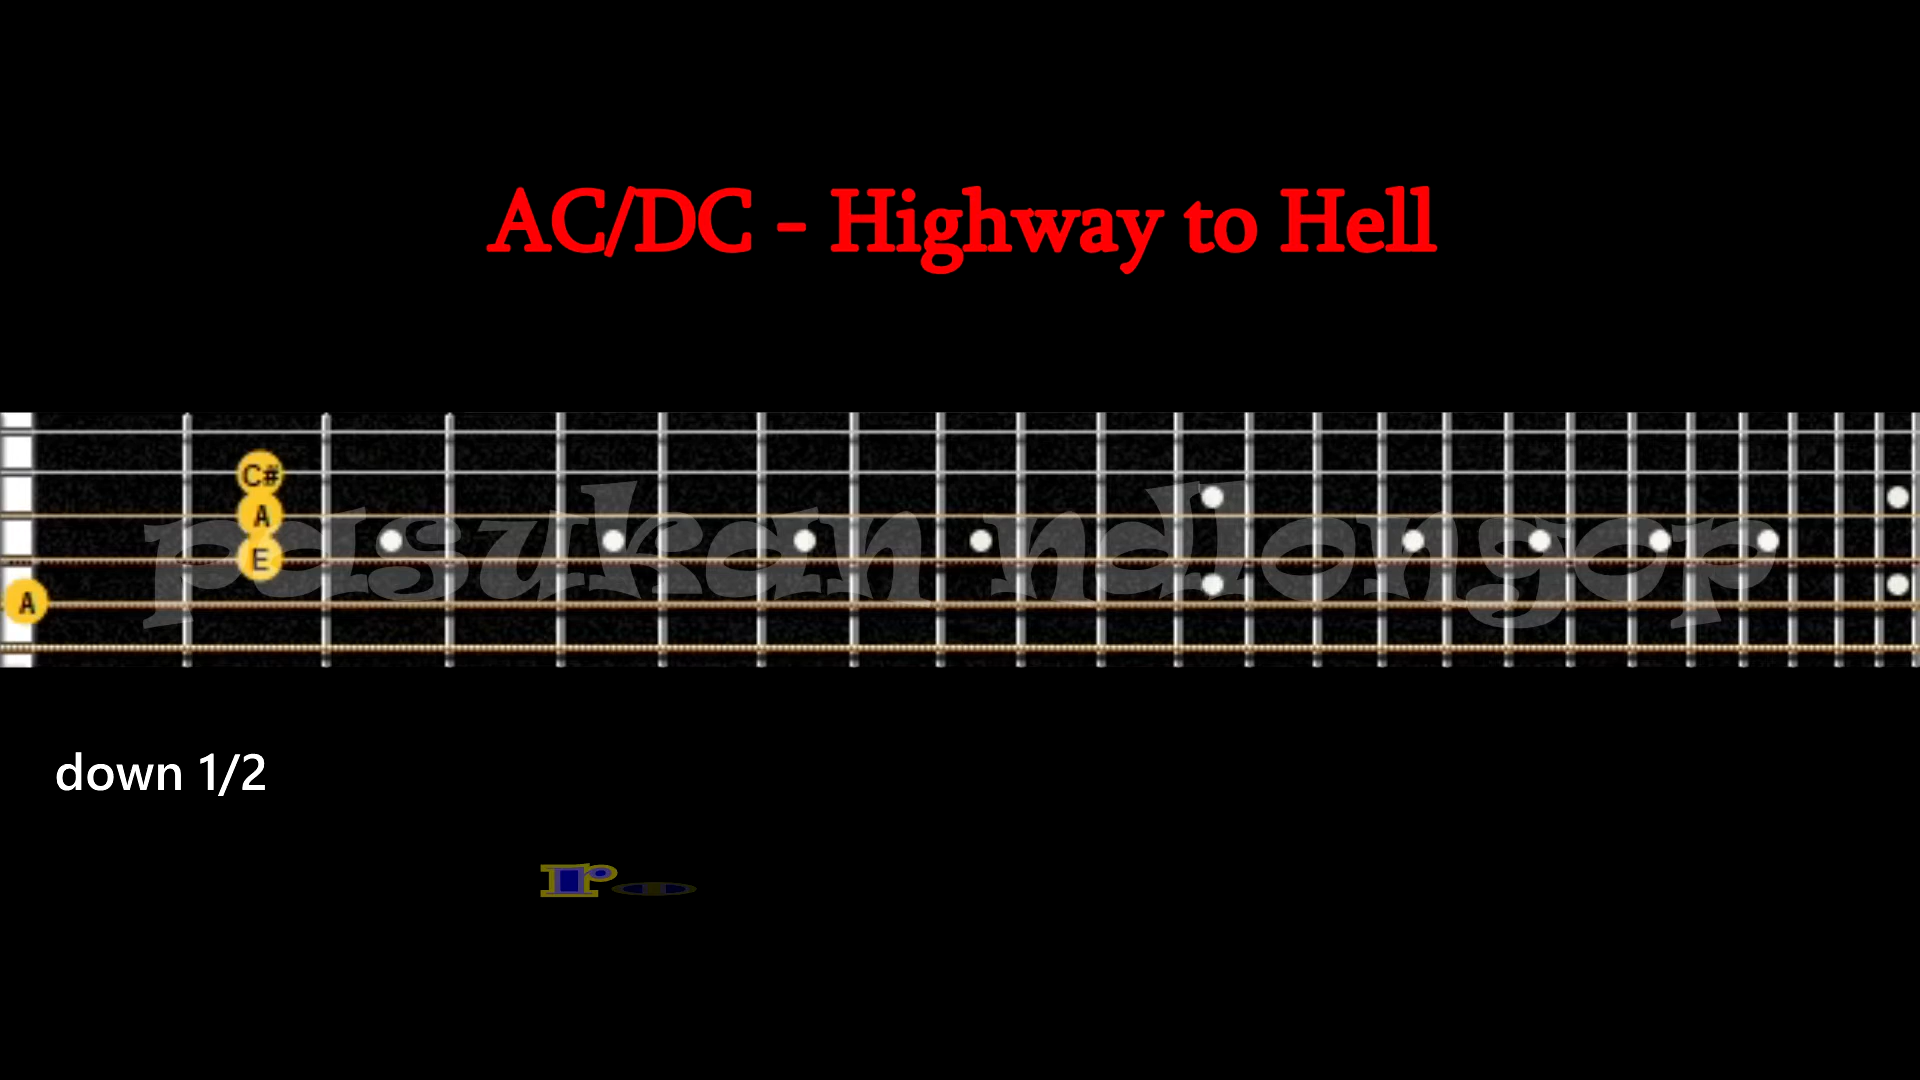 AC/DC - Highway to Hell
C#
A
E
A
pasukan ndlongop
down 1/2